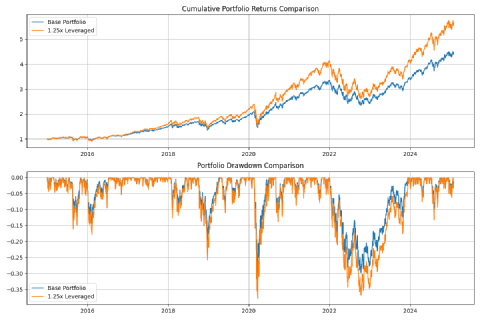 Cumulative Portfolio Returns Comparison
Base Portfolio
1.25x Leveraged
5
4
3
2
1
2016 2018 2020 2022 2024
Portfolio Drawdown Comparison
0.00
−0.05
−0.10
−0.15
−0.20
−0.25
−0.30
−0.35
Base Portfolio
1.25x Leveraged
2016 2018 2020 2022 2024